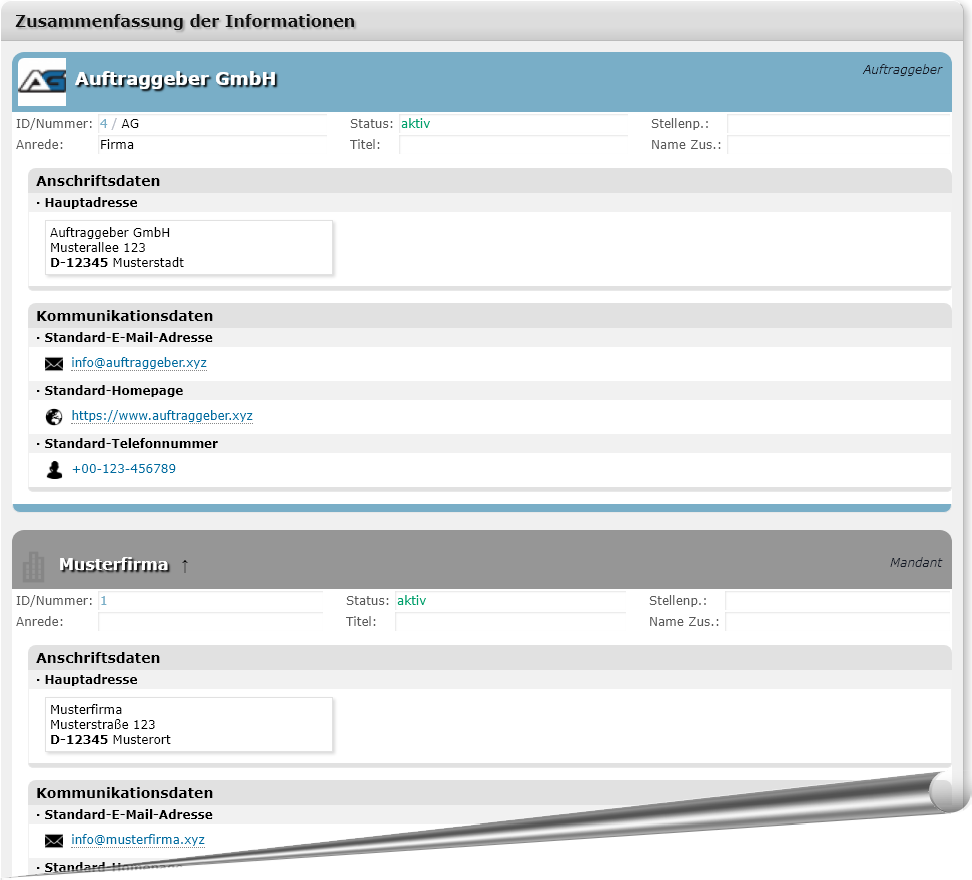 Zusammenfassung der Informationen
AG Auftraggeber GmbH Auftraggeber
ID/Nummer: 4 / AG Status: aktiv Stellenp.:
Anrede: Firma Titel: Name Zus.:
Anschriftsdaten
· Hauptadresse
Auftraggeber GmbH
Musterallee 123
D-12345 Musterstadt
Kommunikationsdaten
· Standard-E-Mail-Adresse
info@auftraggeber.xyz
· Standard-Homepage
https://www.auftraggeber.xyz
· Standard-Telefonnummer
+00-123-456789
Musterfirma ↑ Mandant
ID/Nummer: 1 Status: aktiv Stellenp.:
Anrede: Titel: Name Zus.:
Anschriftsdaten
· Hauptadresse
Musterfirma
Musterstraße 123
D-12345 Musterort
Kommunikationsdaten
· Standard-E-Mail-Adresse
info@musterfirma.xyz
· Standard-Homepage